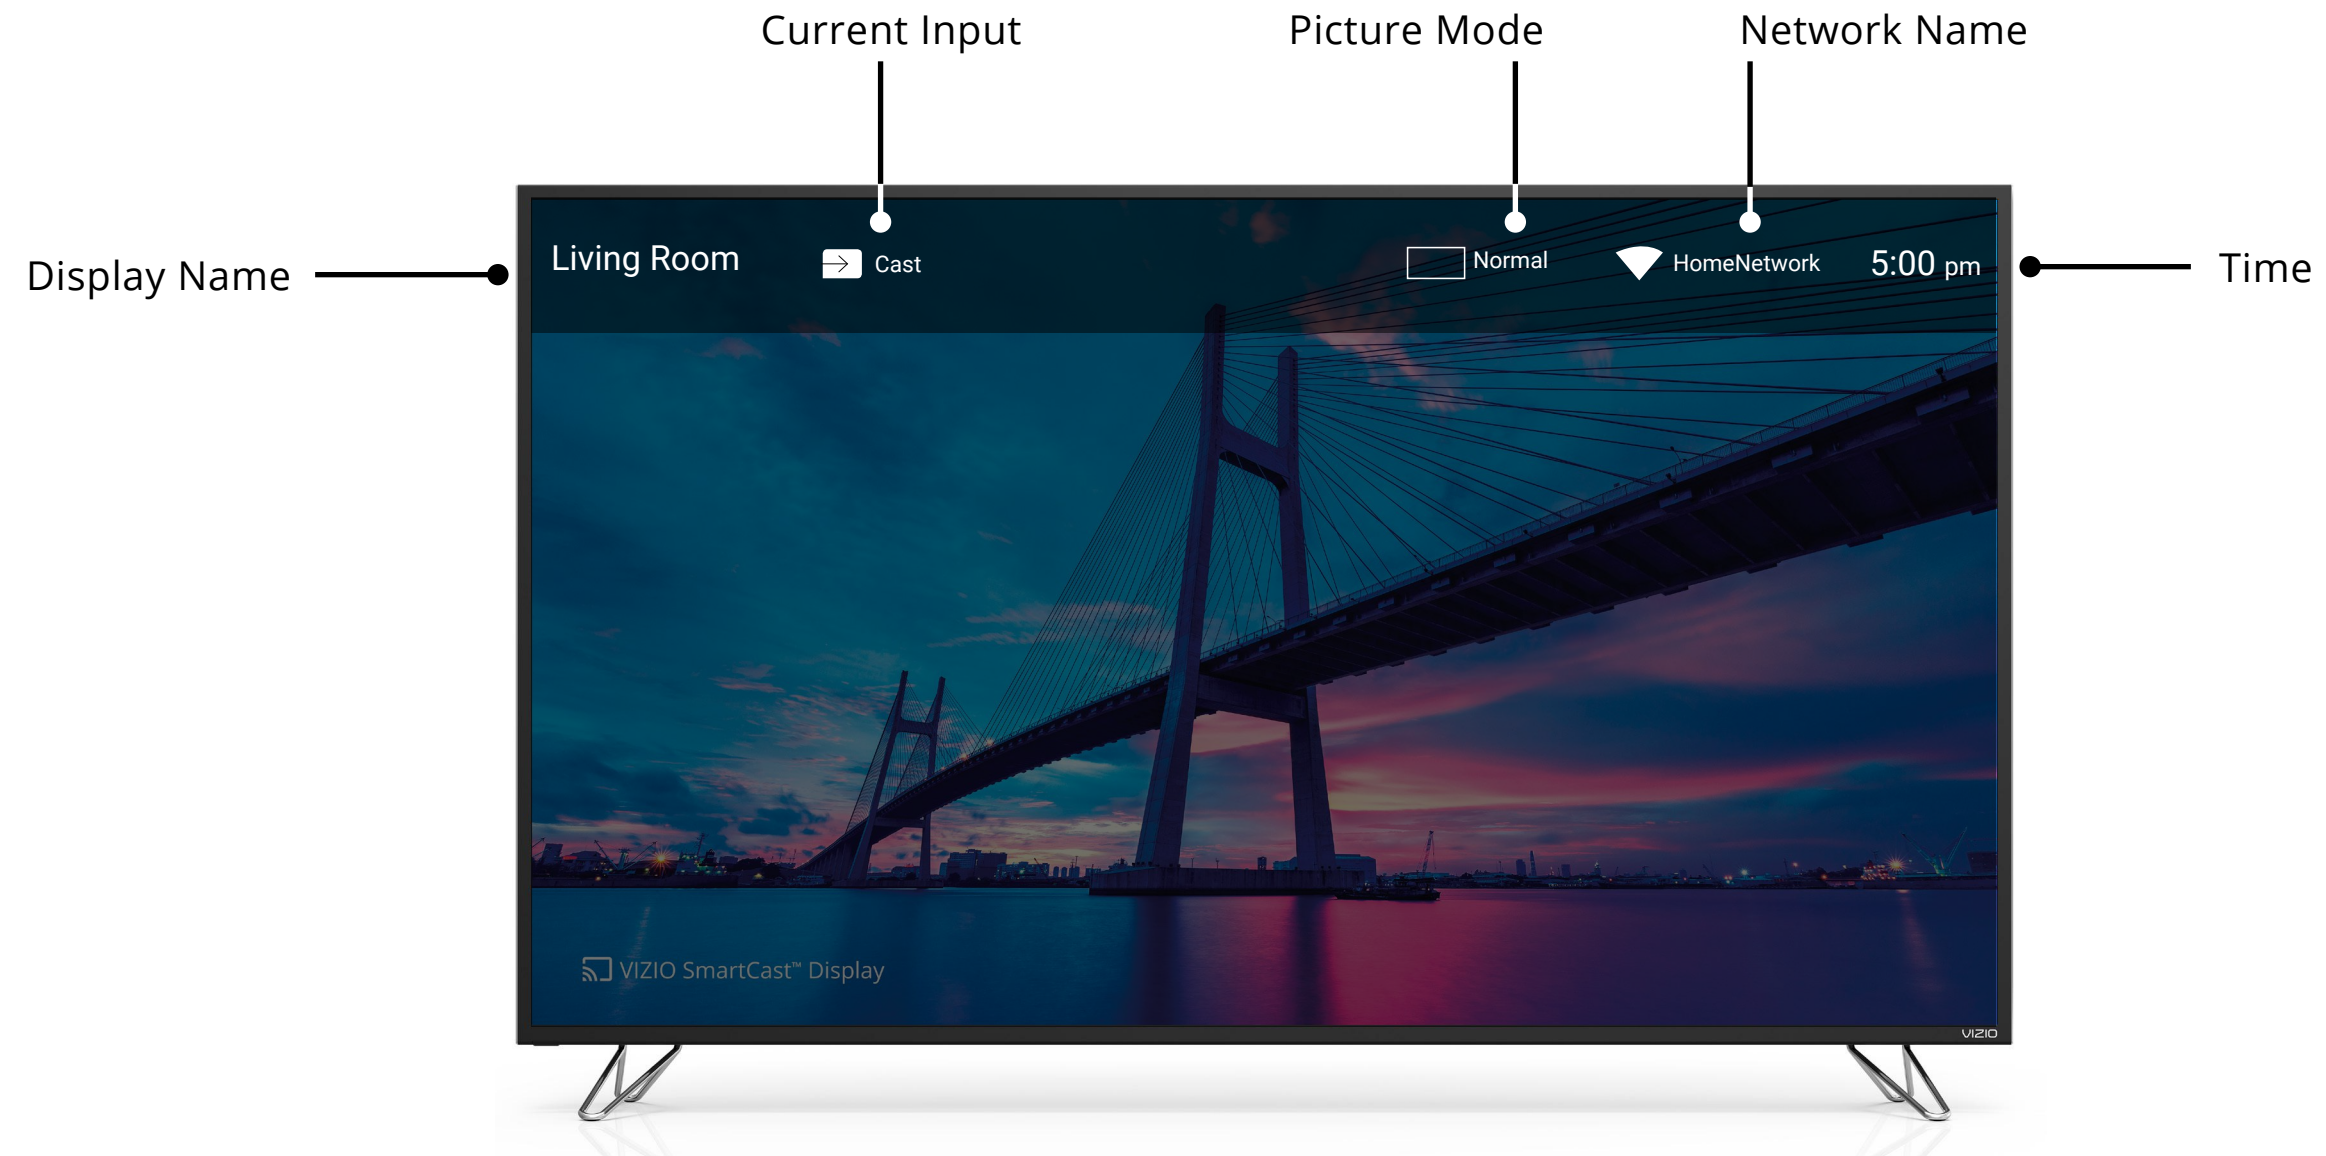 Current Input
Picture Mode
Network Name
Display Name
Living Room
Cast
Normal
HomeNetwork
5:00 pm
Time
VIZIO SmartCast™ Display
VIZIO